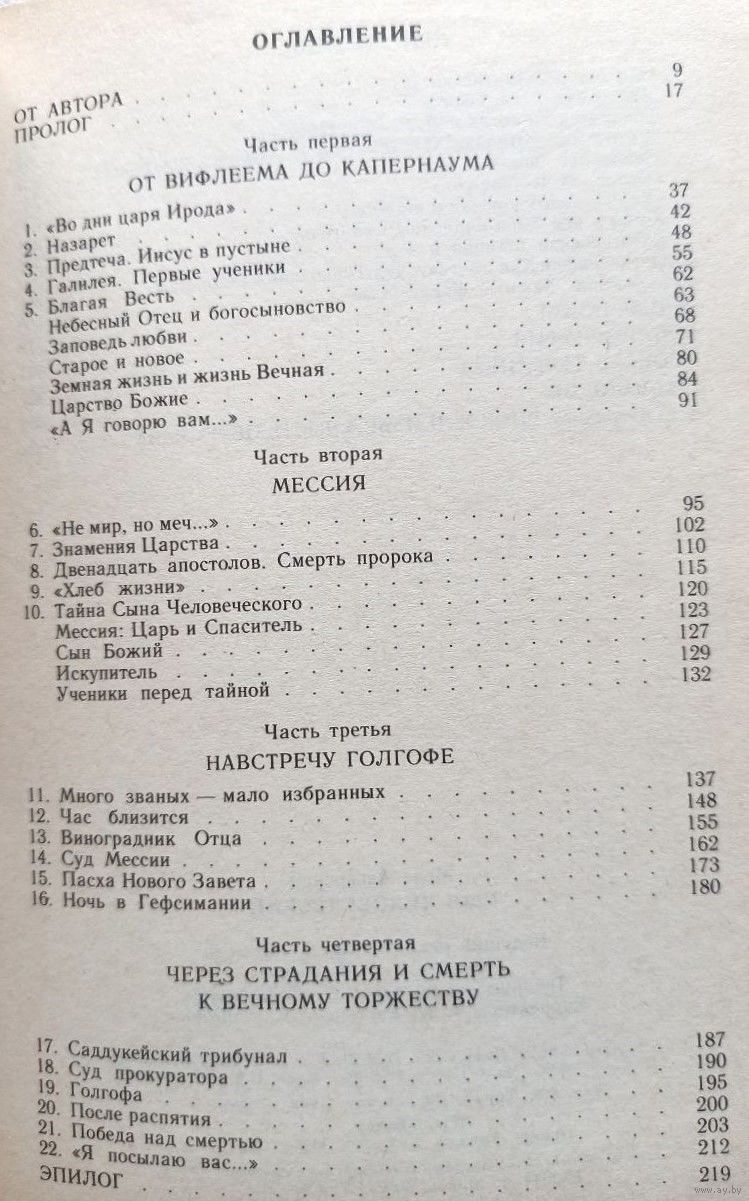 ОГЛАВЛЕНИЕ
ОТ АВТОРА . . . . . . . . . . . . . . . . . . 9
ПРОЛОГ . . . . . . . . . . . . . . . . . . 17
Часть первая
ОТ ВИФЛЕЕМА ДО КАПЕРНАУМА
1. «Во дни царя Ирода» . . . . . . . . . . . . . . 37
2. Назарет . . . . . . . . . . . . . . . . . . 42
3. Предтеча. Иисус в пустыне . . . . . . . . . . . . 48
4. Галилея. Первые ученики . . . . . . . . . . . . 55
5. Благая Весть . . . . . . . . . . . . . . . . 62
Небесный Отец и богосыновство . . . . . . . . . . 63
Заповедь любви . . . . . . . . . . . . . . . . 68
Старое и новое . . . . . . . . . . . . . . . . 71
Земная жизнь и жизнь Вечная . . . . . . . . . . . 80
Царство Божие . . . . . . . . . . . . . . . . 84
«А Я говорю вам...» . . . . . . . . . . . . . . 91
Часть вторая
МЕССИЯ
6. «Не мир, но меч...» . . . . . . . . . . . . . . 95
7. Знамения Царства . . . . . . . . . . . . . . . 102
8. Двенадцать апостолов. Смерть пророка . . . . . . . 110
9. «Хлеб жизни» . . . . . . . . . . . . . . . . 115
10. Тайна Сына Человеческого . . . . . . . . . . . . 120
Мессия: Царь и Спаситель . . . . . . . . . . . . 123
Сын Божий . . . . . . . . . . . . . . . . . 127
Искупитель . . . . . . . . . . . . . . . . . 129
Ученики перед тайной . . . . . . . . . . . . . 132
Часть третья
НАВСТРЕЧУ ГОЛГОФЕ
11. Много званых — мало избранных . . . . . . . . . 137
12. Час близится . . . . . . . . . . . . . . . . 148
13. Виноградник Отца . . . . . . . . . . . . . . 155
14. Суд Мессии . . . . . . . . . . . . . . . . 162
15. Пасха Нового Завета . . . . . . . . . . . . . 173
16. Ночь в Гефсимании . . . . . . . . . . . . . . 180
Часть четвертая
ЧЕРЕЗ СТРАДАНИЯ И СМЕРТЬ
К ВЕЧНОМУ ТОРЖЕСТВУ
17. Саддукейский трибунал . . . . . . . . . . . . . 187
18. Суд прокуратора . . . . . . . . . . . . . . . 190
19. Голгофа . . . . . . . . . . . . . . . . . . 195
20. После распятия . . . . . . . . . . . . . . . 200
21. Победа над смертью . . . . . . . . . . . . . . 203
22. «Я посылаю вас...» . . . . . . . . . . . . . . 212
ЭПИЛОГ . . . . . . . . . . . . . . . . . . . 219
www.ay.by